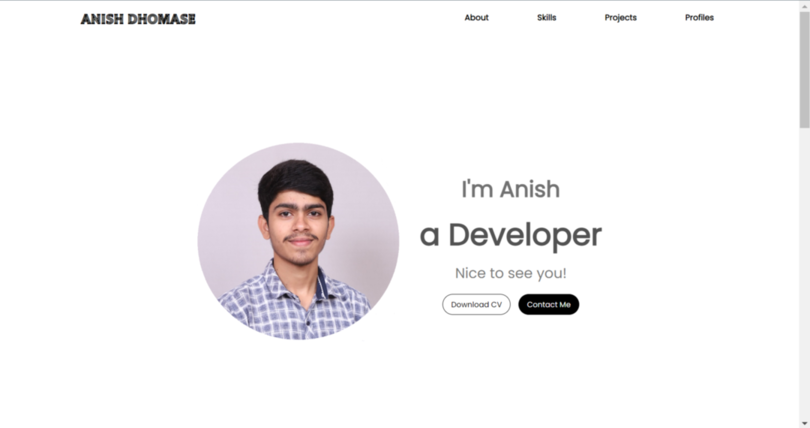 ANISH DHOMASE
About Skills Projects Profiles
I'm Anish
a Developer
Nice to see you!
Download CV Contact Me